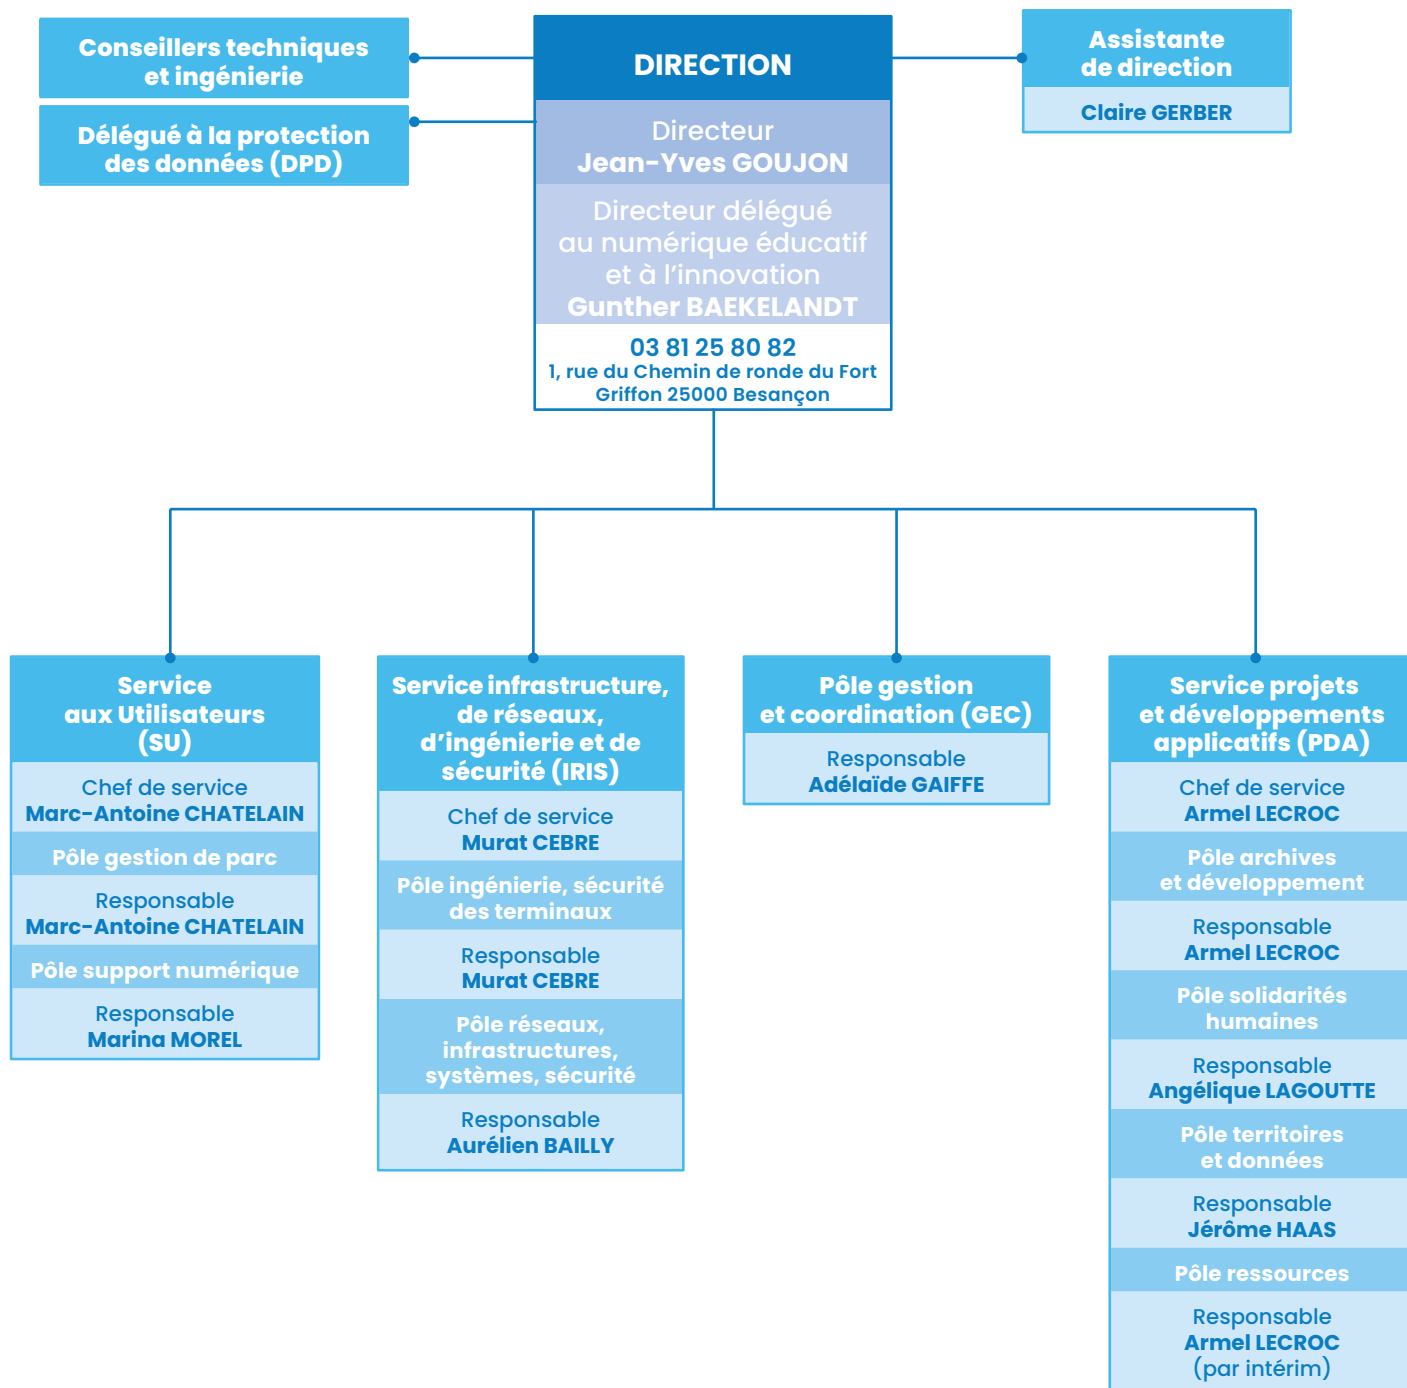 Conseillers techniques
et ingénierie
Délégué à la protection
des données (DPD)
DIRECTION
Directeur
Jean-Yves GOUJON
Directeur délégué
au numérique éducatif
et à l’innovation
Gunther BAEKELANDT
03 81 25 80 82
1, rue du Chemin de ronde du Fort
Griffon 25000 Besançon
Assistante
de direction
Claire GERBER
Service
aux Utilisateurs
(SU)
Chef de service
Marc-Antoine CHATELAIN
Pôle gestion de parc
Responsable
Marc-Antoine CHATELAIN
Pôle support numérique
Responsable
Marina MOREL
Service infrastructure,
de réseaux,
d’ingénierie et de
sécurité (IRIS)
Chef de service
Murat CEBRE
Pôle ingénierie, sécurité
des terminaux
Responsable
Murat CEBRE
Pôle réseaux,
infrastructures,
systèmes, sécurité
Responsable
Aurélien BAILLY
Pôle gestion
et coordination (GEC)
Responsable
Adélaïde GAIFFE
Service projets
et développements
applicatifs (PDA)
Chef de service
Armel LECROC
Pôle archives
et développement
Responsable
Armel LECROC
Pôle solidarités
humaines
Responsable
Angélique LAGOUTTE
Pôle territoires
et données
Responsable
Jérôme HAAS
Pôle ressources
Responsable
Armel LECROC
(par intérim)